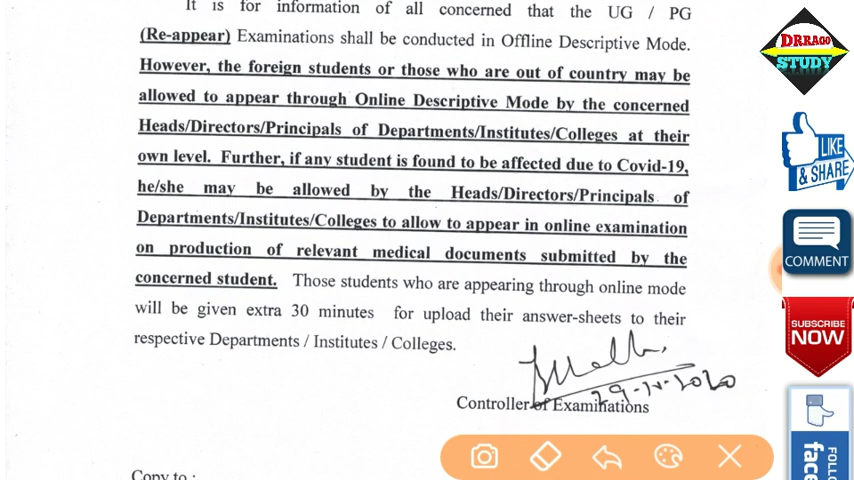 It is for information of all concerned that the UG / PG
(Re-appear) Examinations shall be conducted in Offline Descriptive Mode.
However, the foreign students or those who are out of country may be
allowed to appear through Online Descriptive Mode by the concerned
Heads/Directors/Principals of Departments/Institutes/Colleges at their
own level. Further, if any student is found to be affected due to Covid-19,
he/she may be allowed by the Heads/Directors/Principals of
Departments/Institutes/Colleges to allow to appear in online examination
on production of relevant medical documents submitted by the
concerned student. Those students who are appearing through online mode
will be given extra 30 minutes for upload their answer-sheets to their
respective Departments / Institutes / Colleges.
Controller of Examinations
Copy to :
DRRAGO
STUDY
LIKE
& SHARE
COMMENT
SUBSCRIBE
NOW
FOLL
face